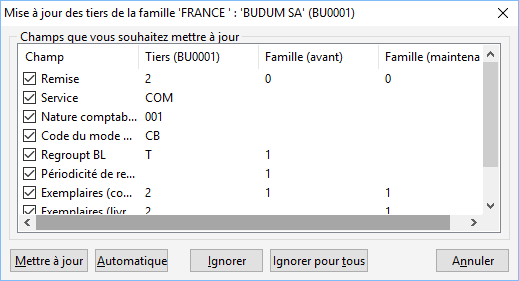 Mise à jour des tiers de la famille 'FRANCE ' : 'BUDUM SA' (BU0001)
Champs que vous souhaitez mettre à jour
Champ Tiers (BU0001) Famille (avant) Famille (maintena
Remise 2 0 0
Service COM
Nature comptab... 001
Code du mode ... CB
Regroupt BL T 1
Périodicité de re... 1
Exemplaires (co... 2 1 1
Exemplaires (livr... 2 1
Mettre à jour Automatique Ignorer Ignorer pour tous Annuler